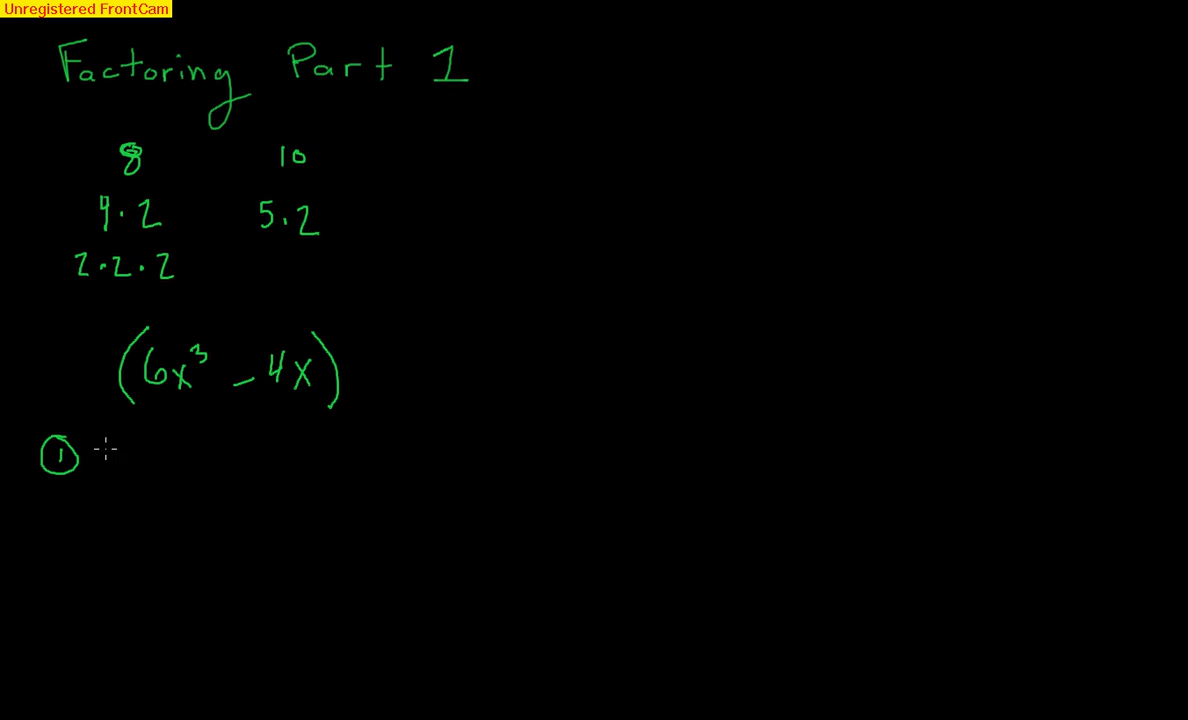 Unregistered FrontCam
Factoring Part 1
8 10
4 · 2 5 · 2
2 · 2 · 2
(6x³ - 4x)
①